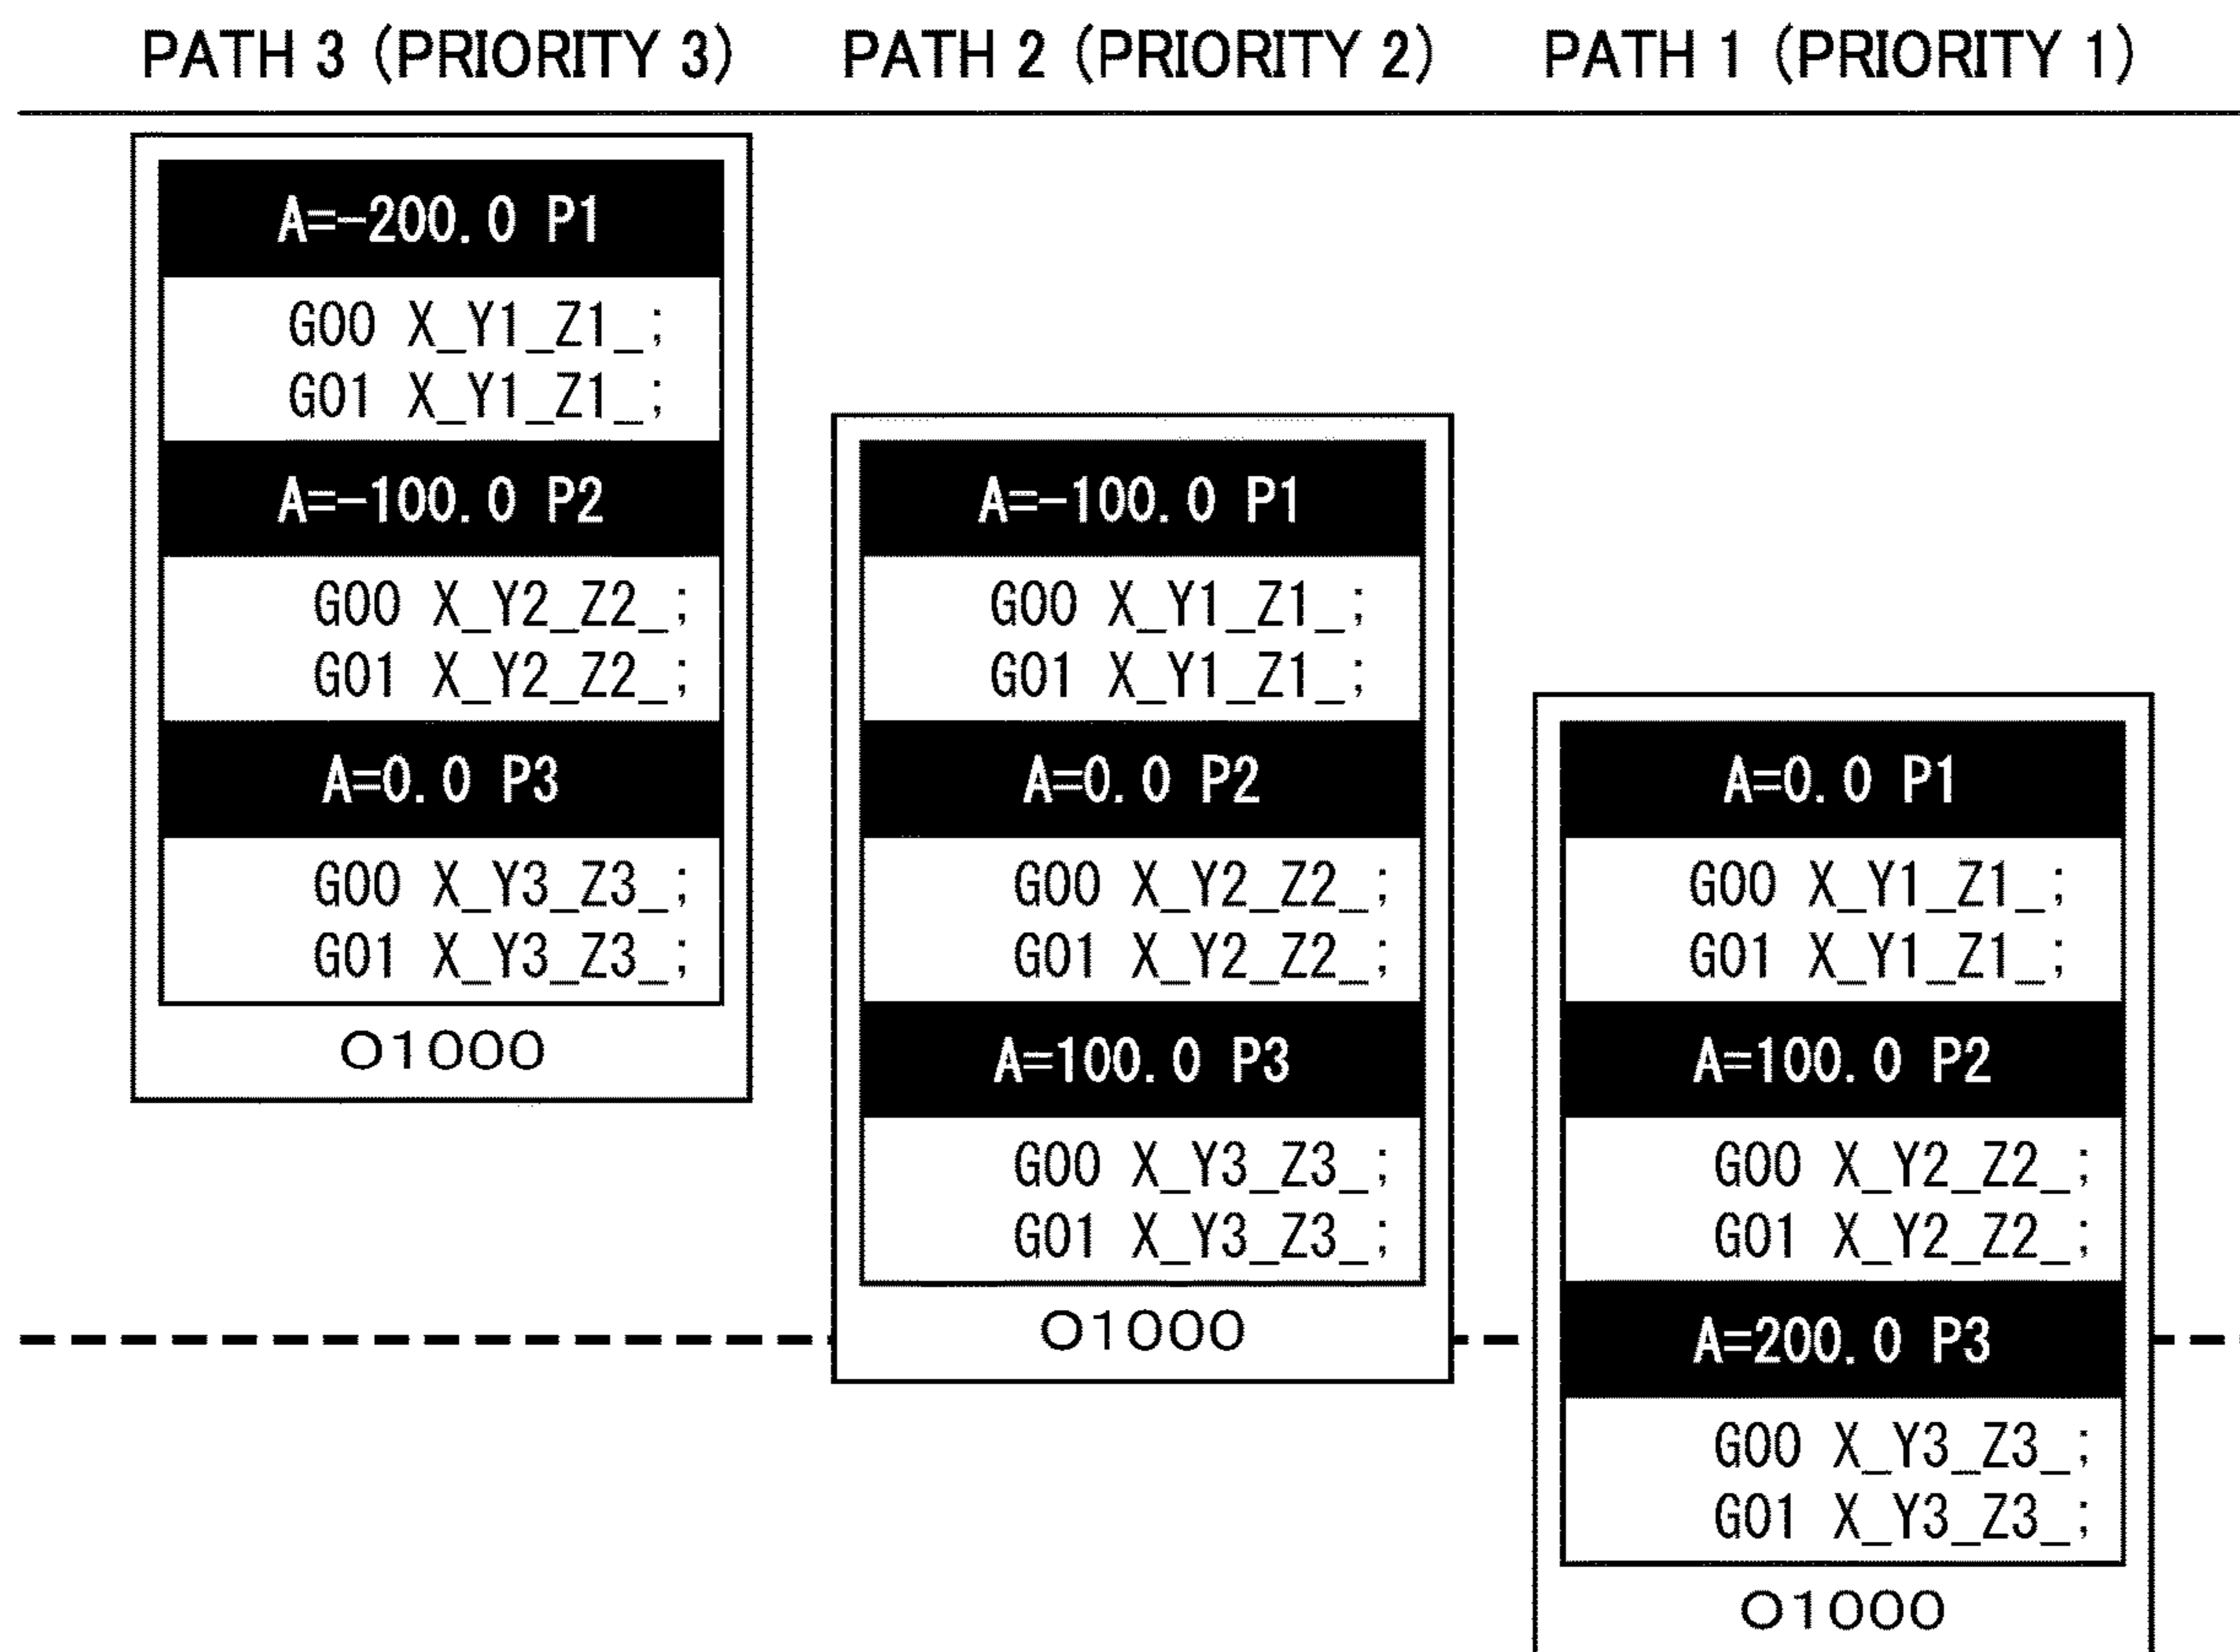 PATH 3 (PRIORITY 3)
A=-200.0 P1
G00 X_Y1_Z1_;
G01 X_Y1_Z1_;
A=-100.0 P2
G00 X_Y2_Z2_;
G01 X_Y2_Z2_;
A=0.0 P3
G00 X_Y3_Z3_;
G01 X_Y3_Z3_;
O1000
PATH 2 (PRIORITY 2)
A=-100.0 P1
G00 X_Y1_Z1_;
G01 X_Y1_Z1_;
A=0.0 P2
G00 X_Y2_Z2_;
G01 X_Y2_Z2_;
A=100.0 P3
G00 X_Y3_Z3_;
G01 X_Y3_Z3_;
O1000
PATH 1 (PRIORITY 1)
A=0.0 P1
G00 X_Y1_Z1_;
G01 X_Y1_Z1_;
A=100.0 P2
G00 X_Y2_Z2_;
G01 X_Y2_Z2_;
A=200.0 P3
G00 X_Y3_Z3_;
G01 X_Y3_Z3_;
O1000